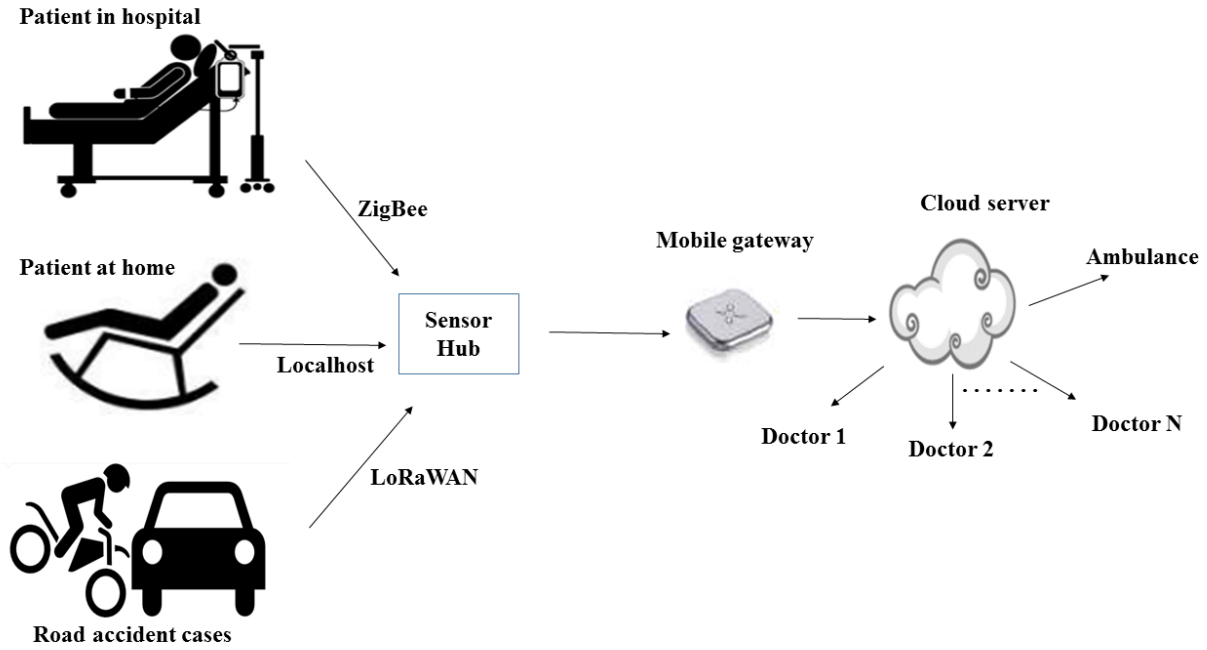 Patient in hospital
ZigBee
Cloud server
Mobile gateway
Ambulance
Patient at home
Sensor
Hub
Localhost
Doctor 1
Doctor 2
.......
Doctor N
LoRaWAN
Road accident cases